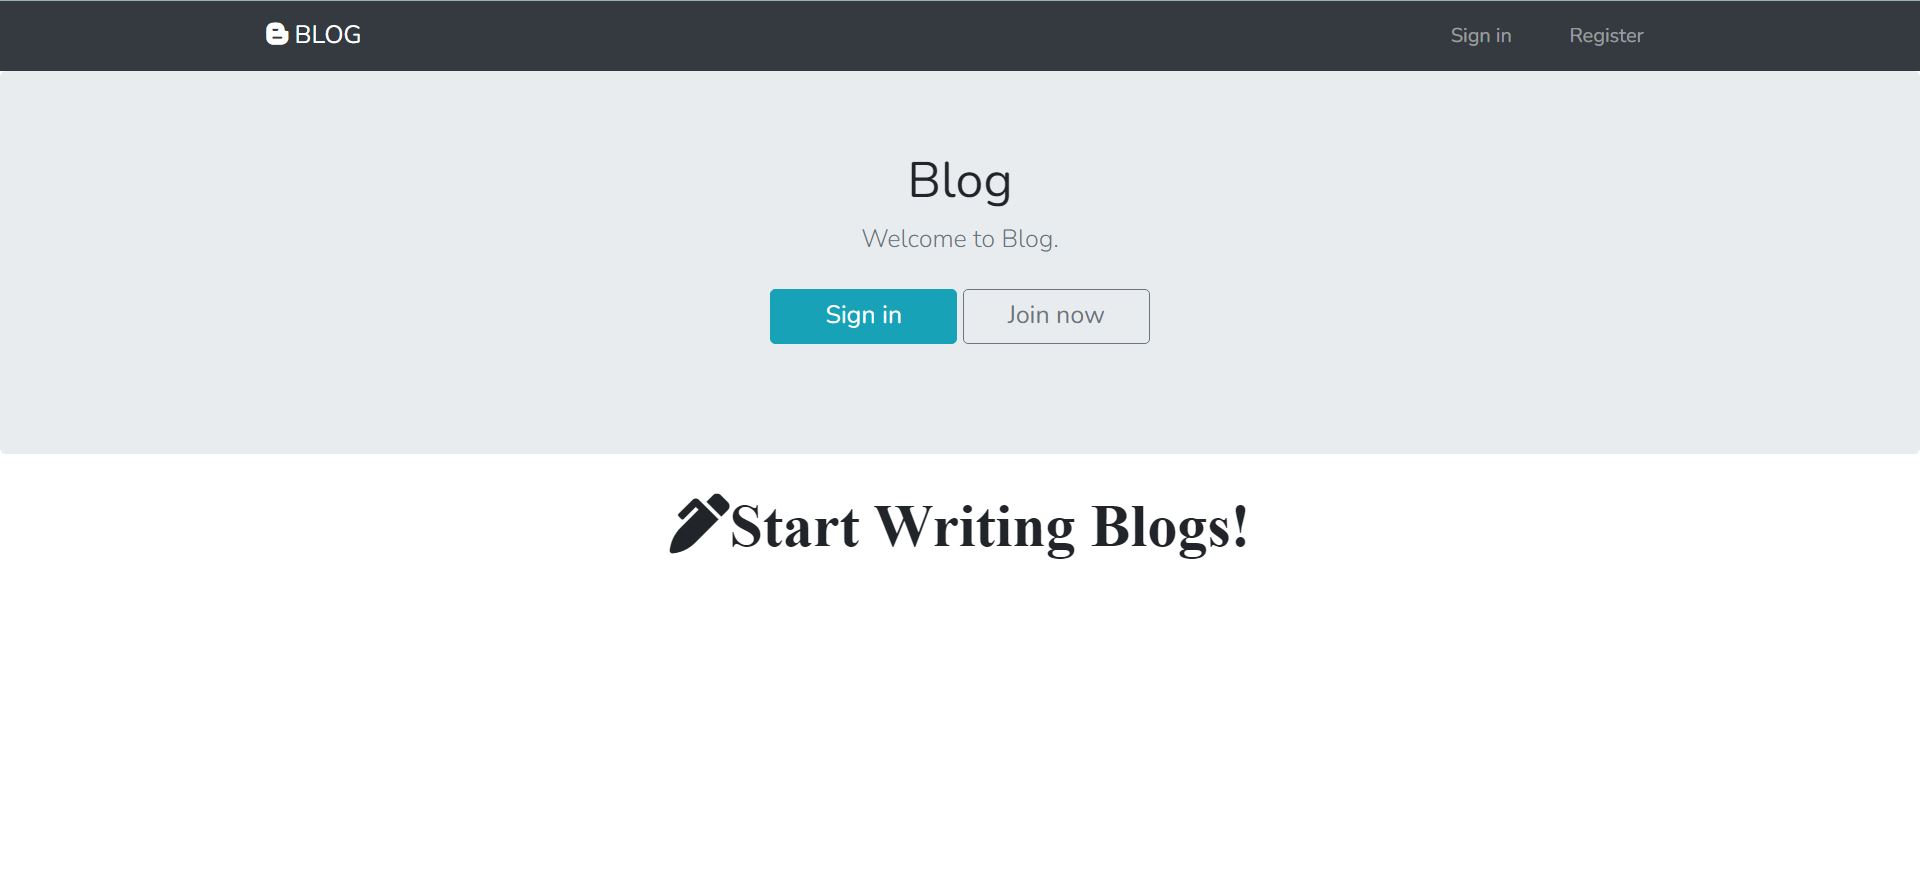 BLOG
Sign in
Register
Blog
Welcome to Blog.
Sign in
Join now
Start Writing Blogs!